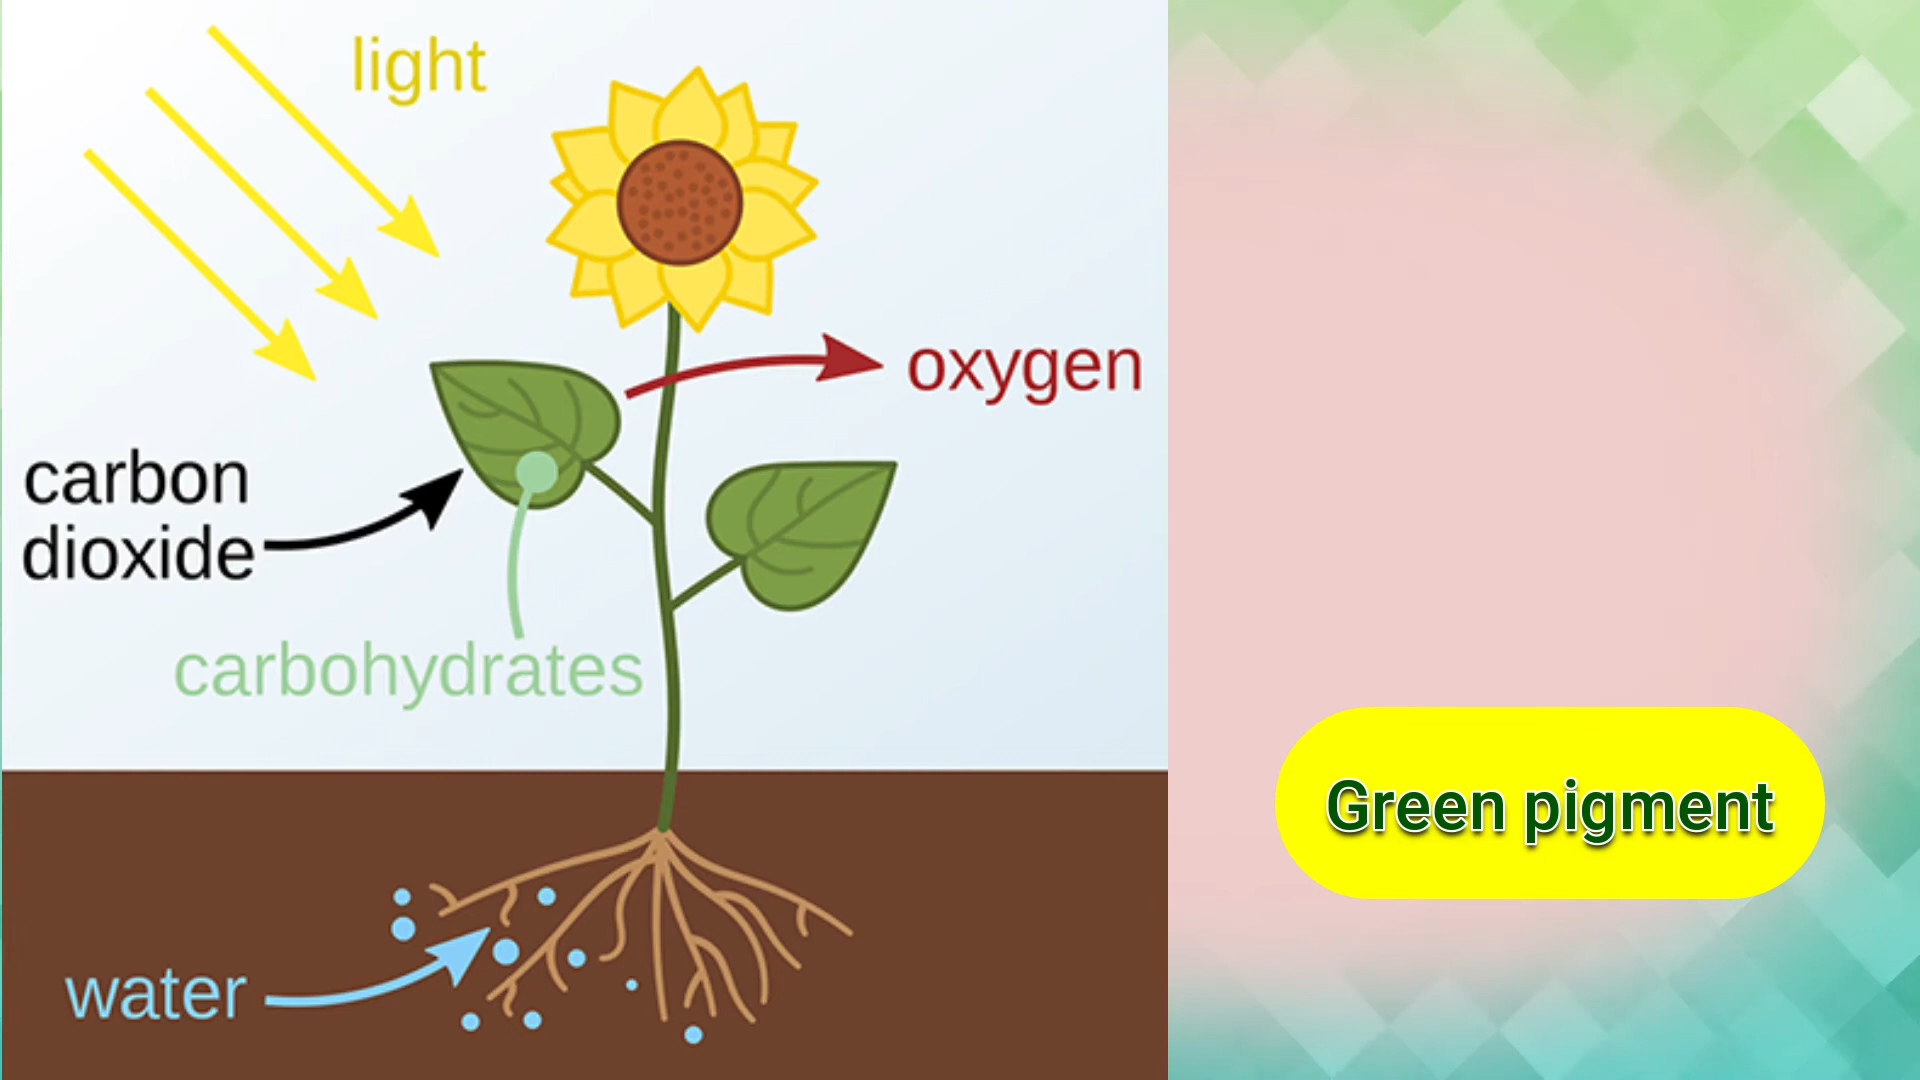 light
oxygen
carbon
dioxide
carbohydrates
Green pigment
water